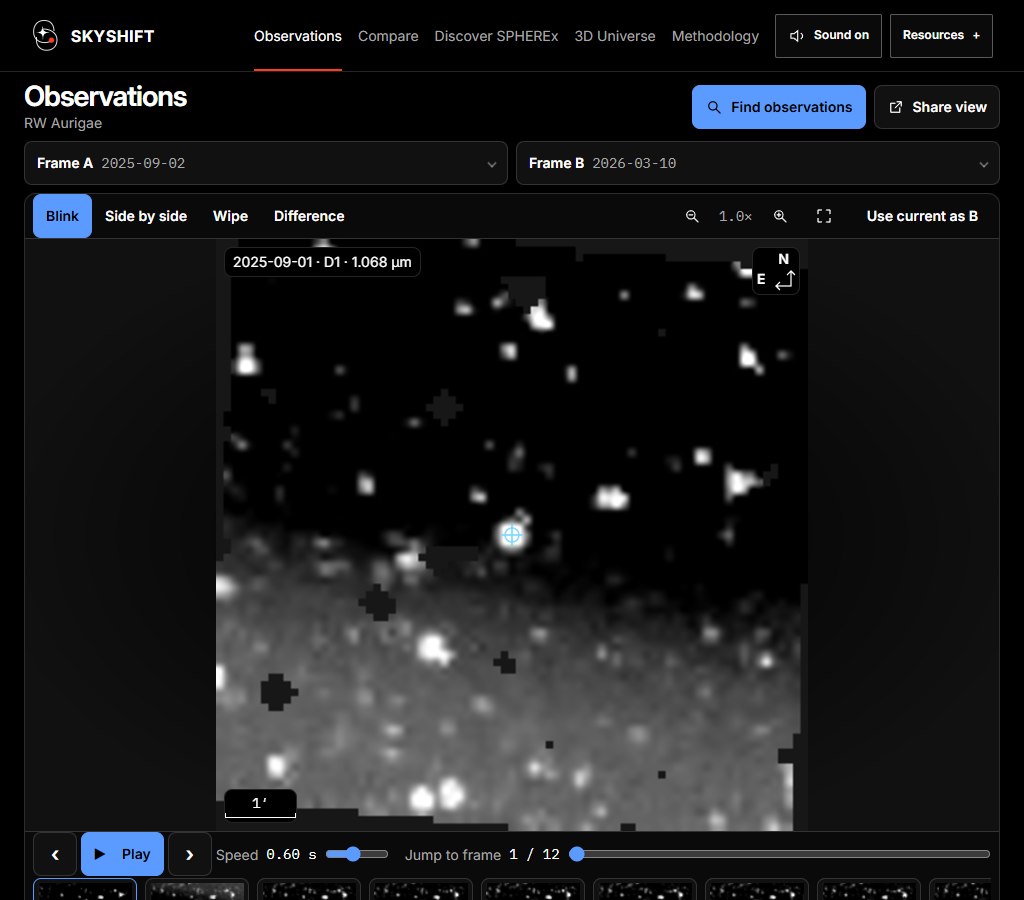 SKYSHIFT
Observations
Compare
Discover SPHEREx
3D Universe
Methodology
Sound on
Resources +
Observations
RW Aurigae
Find observations
Share view
Frame A 2025-09-02
Frame B 2026-03-10
Blink
Side by side
Wipe
Difference
1.0×
Use current as B
2025-09-01 · D1 · 1.068 µm
N
E
1′
Play
Speed 0.60 s
Jump to frame 1 / 12